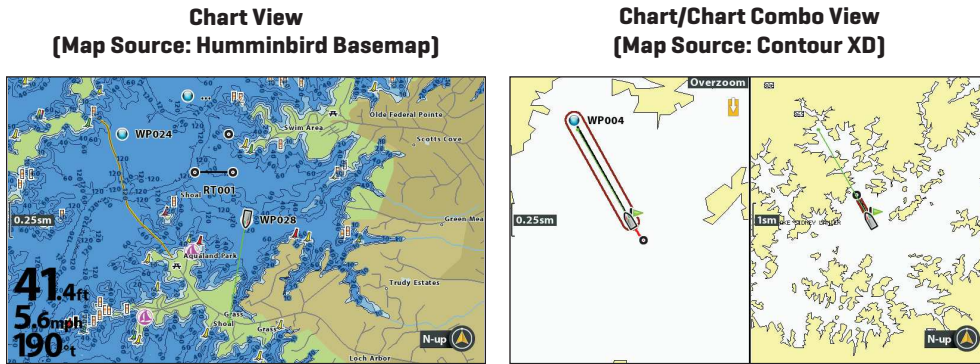 Chart View
(Map Source: Humminbird Basemap)
Chart/Chart Combo View
(Map Source: Contour XD)
...
WP024
Swim Area
Olde Federal Pointe
Scotts Cove
RT001
Shoal
0.25sm
WP028
Green Mea
Aqualand Park
Trudy Estates
Grass
Shoal
Grass
Loch Arbor
41.4ft
5.6mph
190°t
N-up
Overzoom
WP004
0.25sm
1sm
N-up